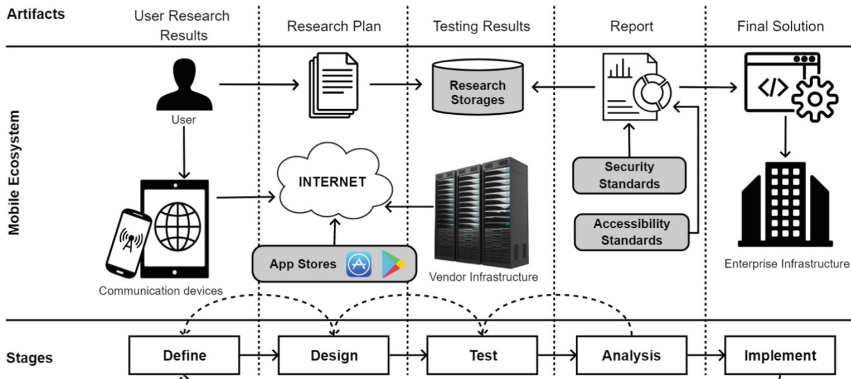 Artifacts
User Research
Results
Research Plan
Testing Results
Report
Final Solution
Mobile Ecosystem
User
Research
Storages
</>
INTERNET
Security
Standards
Accessibility
Standards
App Stores
Communication devices
Vendor Infrastructure
Enterprise Infrastructure
Stages
Define
Design
Test
Analysis
Implement